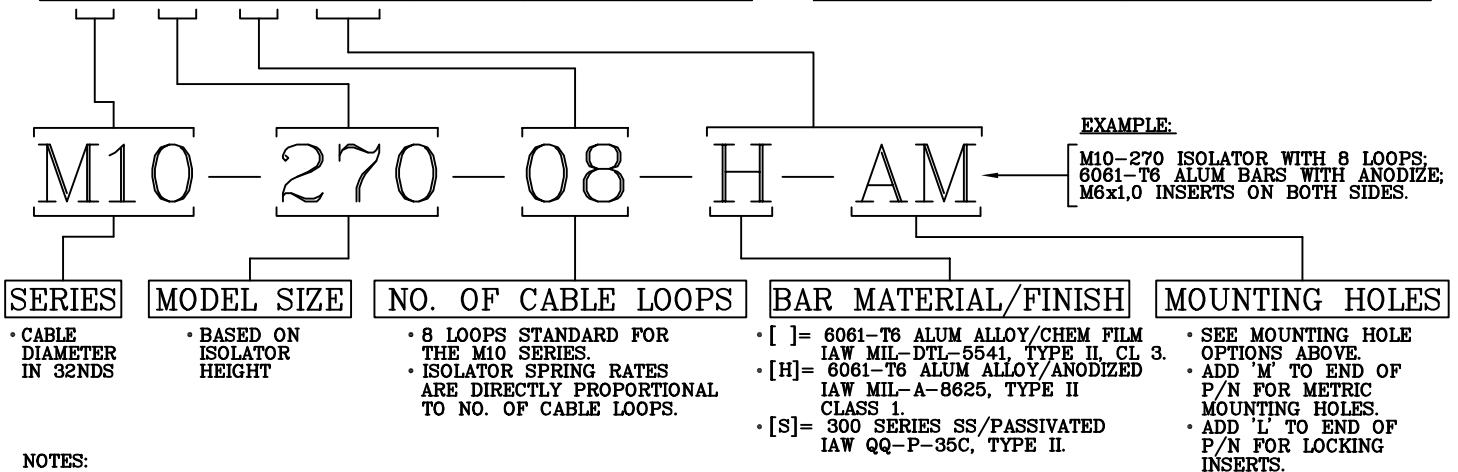 M10-270-08-H-AM
EXAMPLE:
M10-270 ISOLATOR WITH 8 LOOPS;
6061-T6 ALUM BARS WITH ANODIZE;
M6x1,0 INSERTS ON BOTH SIDES.
SERIES
• CABLE
DIAMETER
IN 32NDS
MODEL SIZE
• BASED ON
ISOLATOR
HEIGHT
NO. OF CABLE LOOPS
• 8 LOOPS STANDARD FOR
THE M10 SERIES.
• ISOLATOR SPRING RATES
ARE DIRECTLY PROPORTIONAL
TO NO. OF CABLE LOOPS.
BAR MATERIAL/FINISH
• [ ]= 6061-T6 ALUM ALLOY/CHEM FILM
IAW MIL-DTL-5541, TYPE II, CL 3.
• [H]= 6061-T6 ALUM ALLOY/ANODIZED
IAW MIL-A-8625, TYPE II
CLASS 1.
• [S]= 300 SERIES SS/PASSIVATED
IAW QQ-P-35C, TYPE II.
MOUNTING HOLES
• SEE MOUNTING HOLE
OPTIONS ABOVE.
• ADD 'M' TO END OF
P/N FOR METRIC
MOUNTING HOLES.
• ADD 'L' TO END OF
P/N FOR LOCKING
INSERTS.
NOTES: